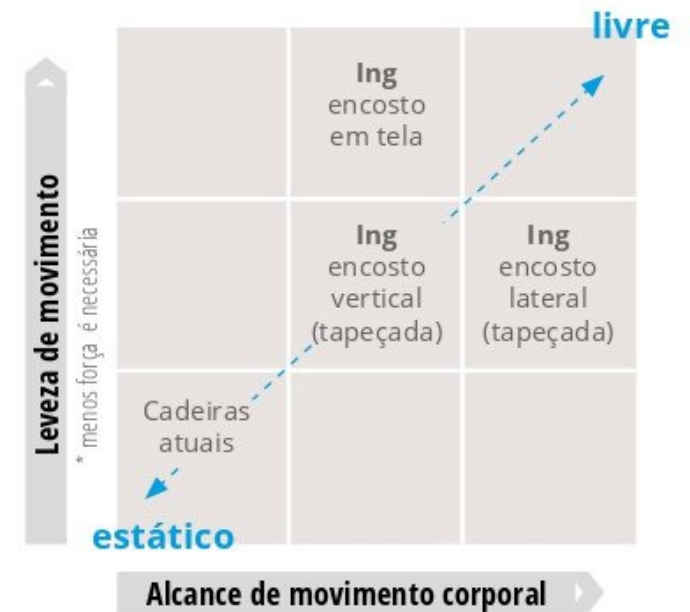 livre
Ing
encosto
em tela
Ing
encosto
vertical
(tapeçada)
Ing
encosto
lateral
(tapeçada)
Cadeiras
atuais
estático
Leveza de movimento
* menos força é necessária
Alcance de movimento corporal